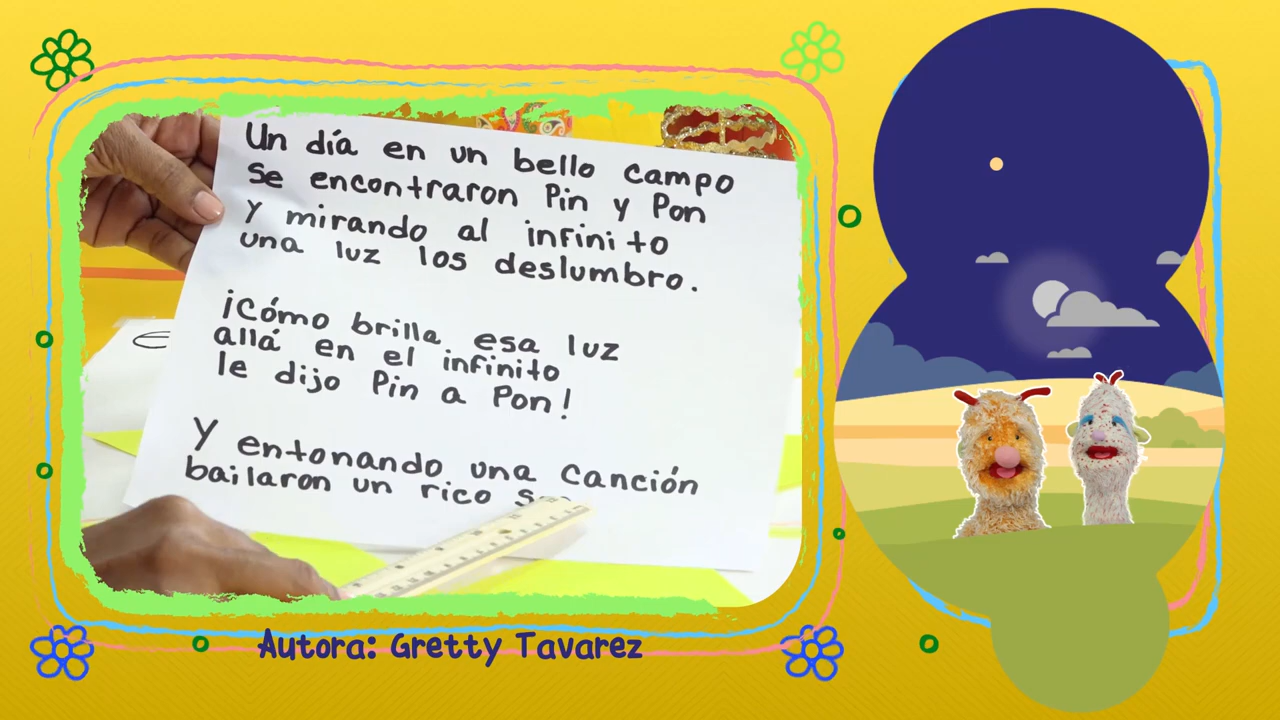 Un día en un bello campo
se encontraron Pin y Pon
Y mirando al infinito
una luz los deslumbro.
¡Cómo brilla esa luz
allá en el infinito
le dijo Pin a Pon!
Y entonando una canción
bailaron un rico
Autora: Gretty Tavarez